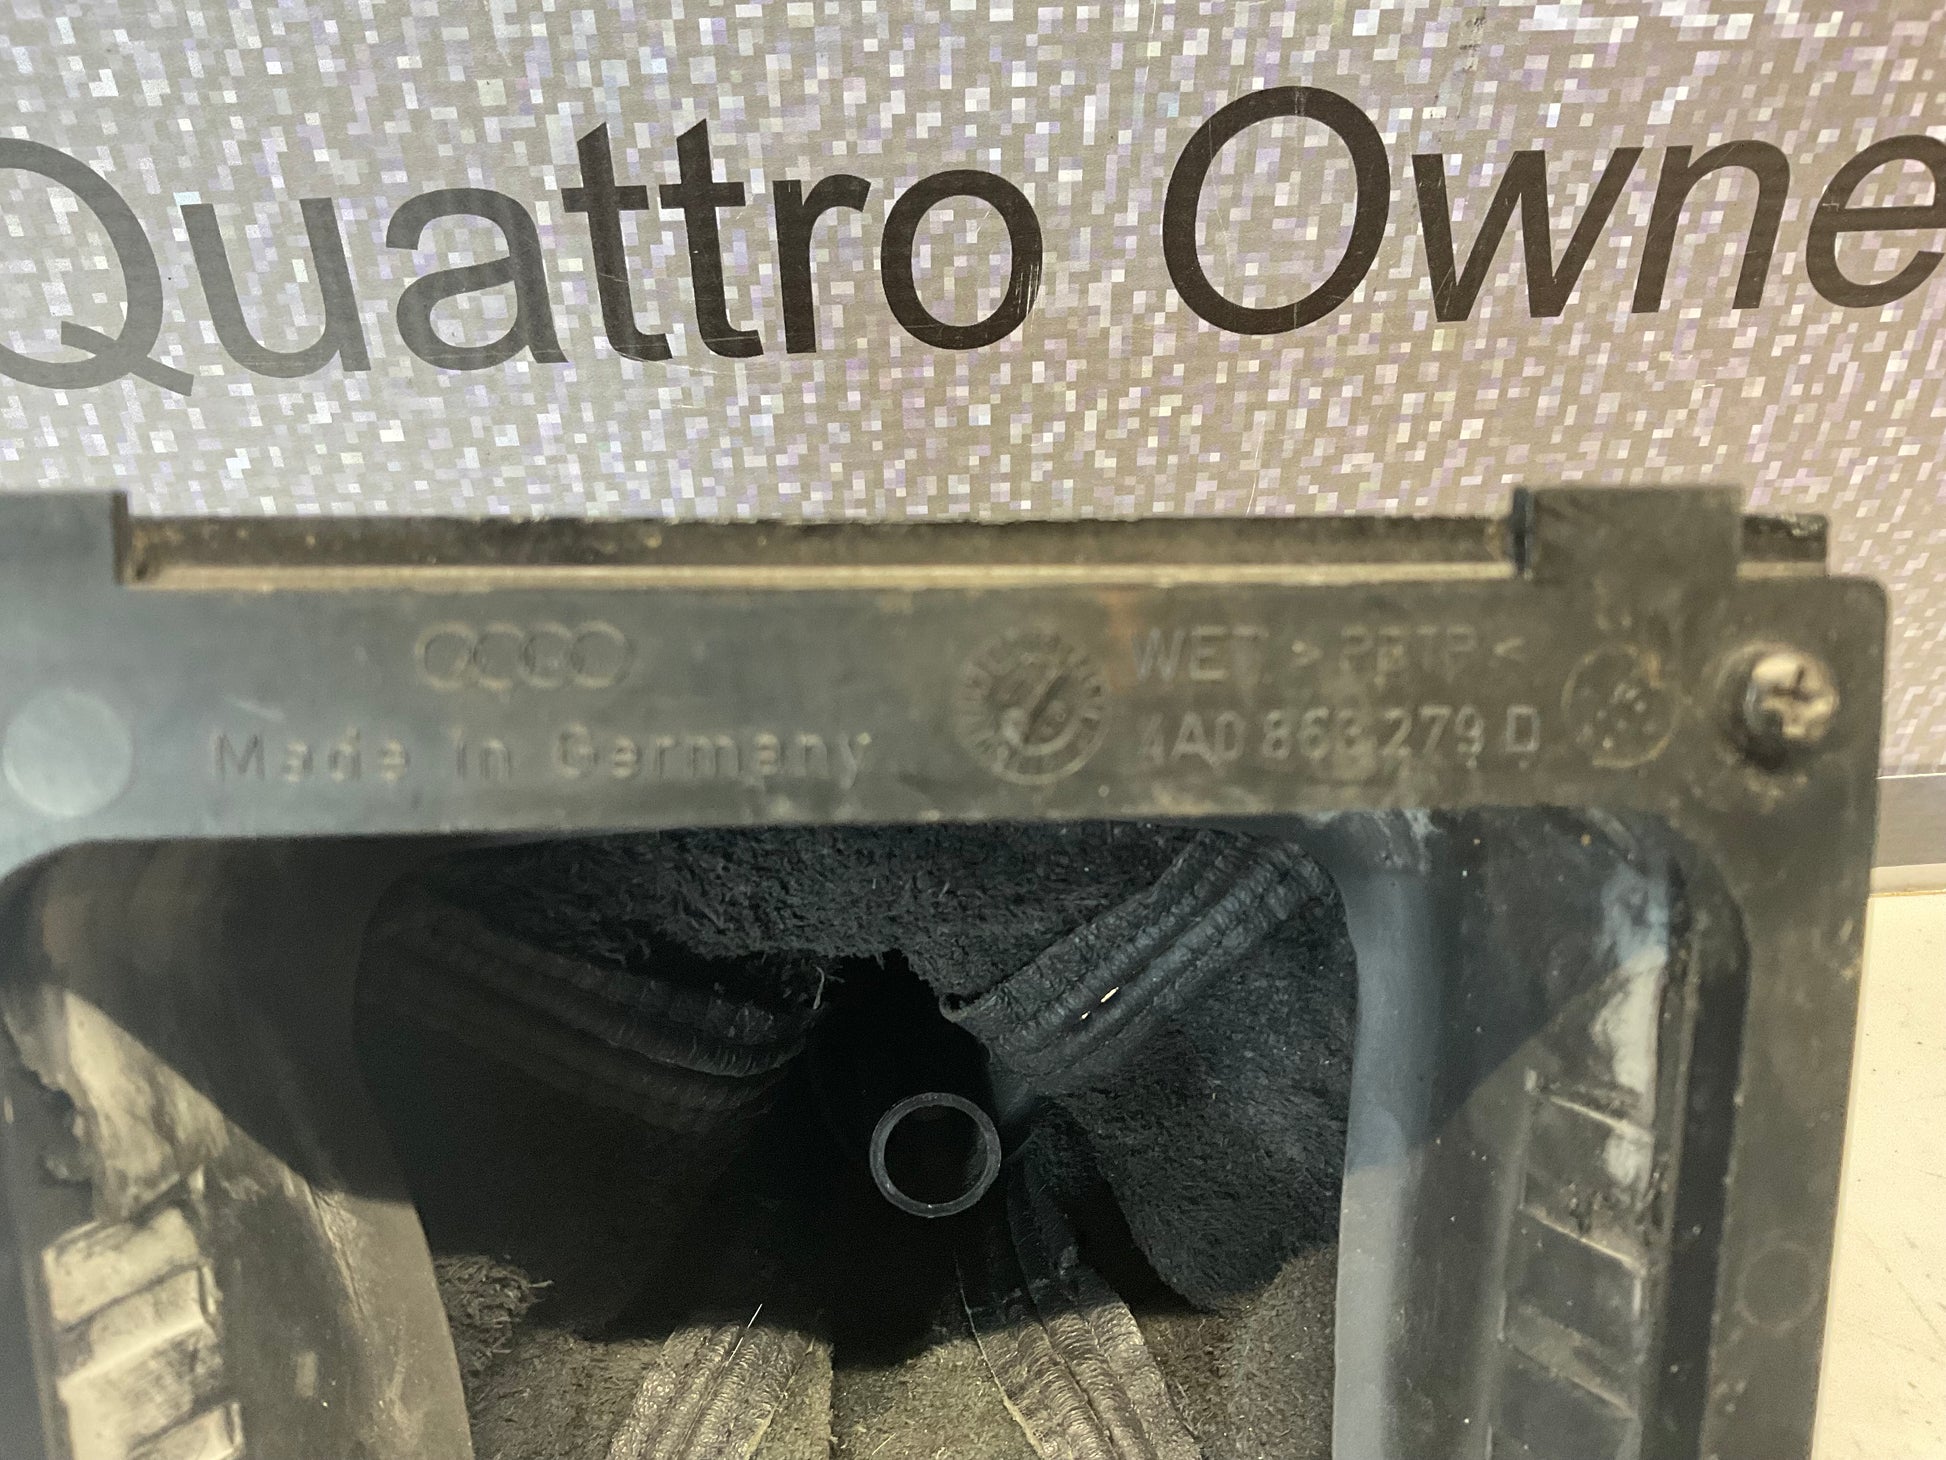 Quattro Owne
WET >PBTP<
Made in Germany
4A0 863 279 D